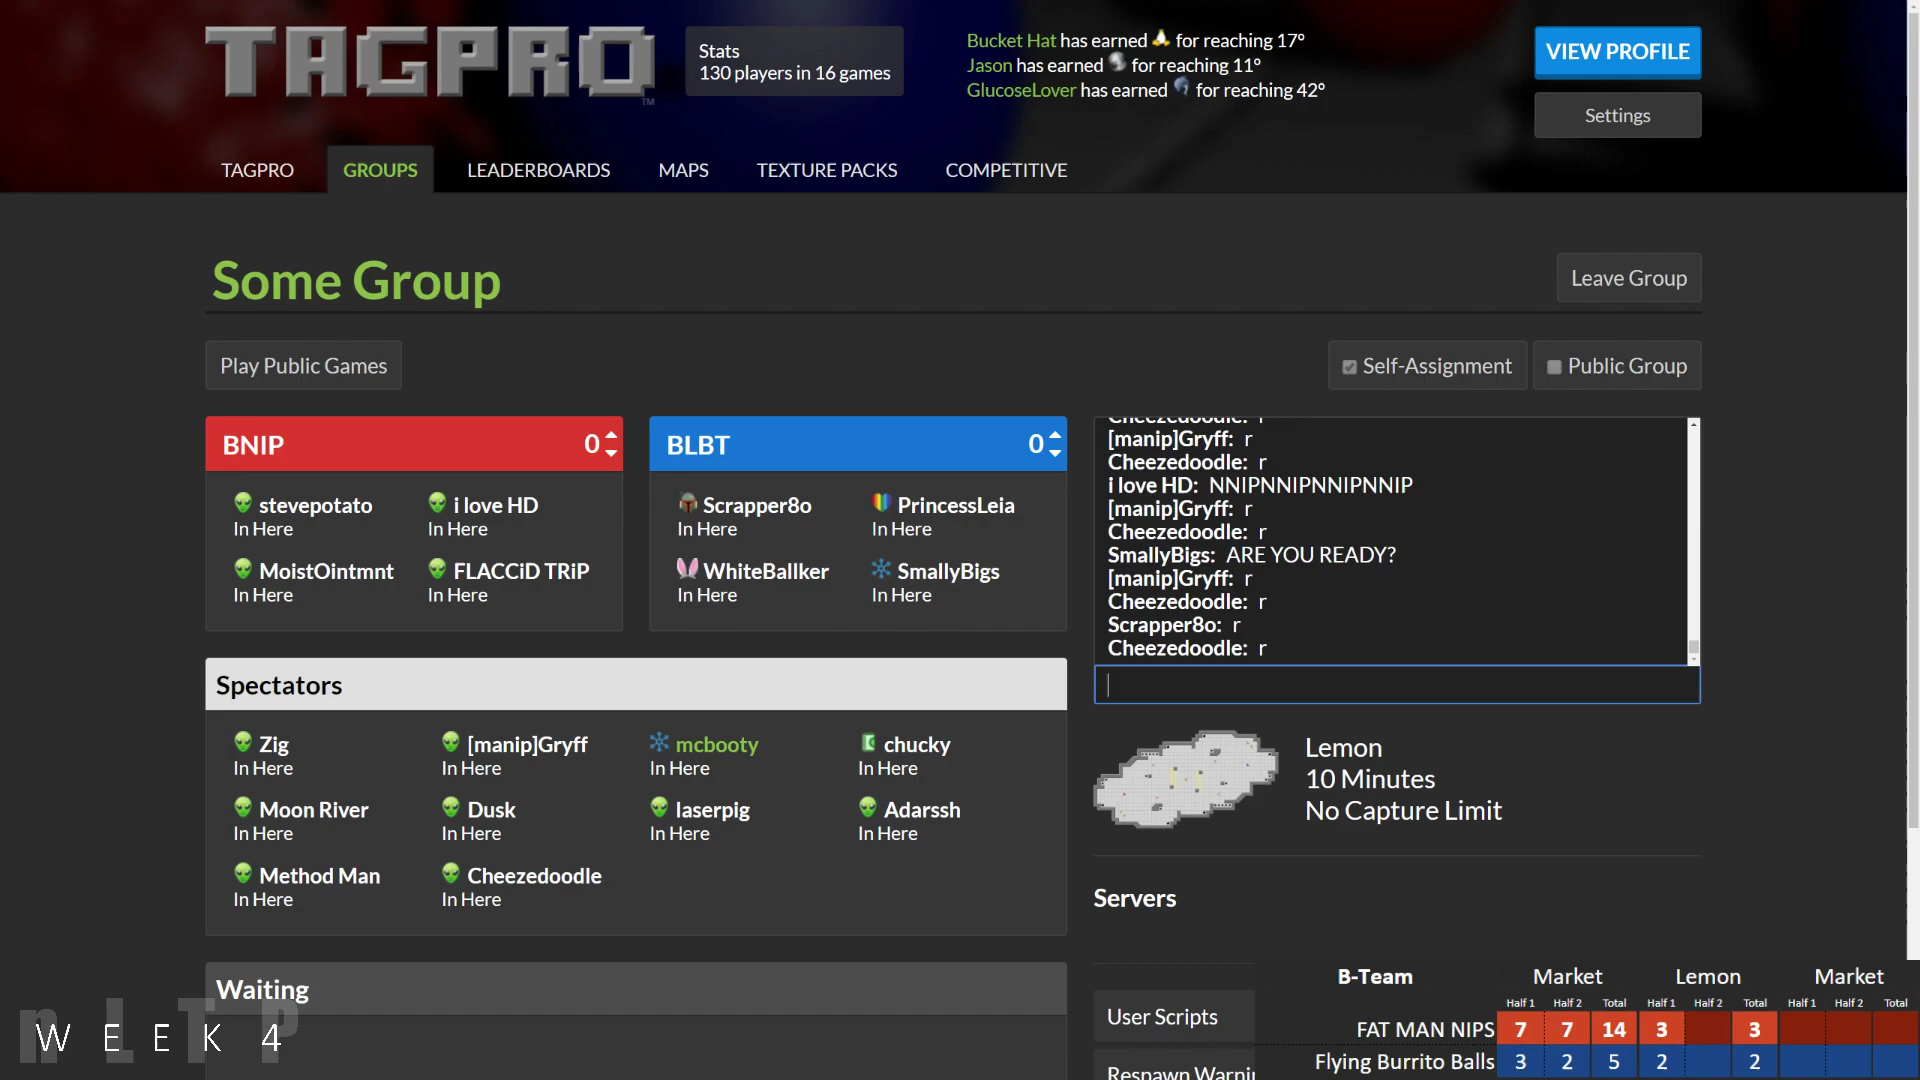 TAGPRO
TM
Stats
130 players in 16 games
Bucket Hat has earned for reaching 17°
Jason has earned for reaching 11°
GlucoseLover has earned for reaching 42°
VIEW PROFILE
Settings
TAGPRO GROUPS LEADERBOARDS MAPS TEXTURE PACKS COMPETITIVE
Some Group
Leave Group
Play Public Games
Self-Assignment
Public Group
BNIP 0
stevepotato i love HD
In Here In Here
MoistOintmnt FLACCiD TRiP
In Here In Here
BLBT 0
Scrapper8o PrincessLeia
In Here In Here
WhiteBallker SmallyBigs
In Here In Here
Cheezedoodle: r
[manip]Gryff: r
Cheezedoodle: r
i love HD: NNIPNNIPNNIPNNIP
[manip]Gryff: r
Cheezedoodle: r
SmallyBigs: ARE YOU READY?
[manip]Gryff: r
Cheezedoodle: r
Scrapper8o: r
Cheezedoodle: r
Spectators
Zig [manip]Gryff mcbooty chucky
In Here In Here In Here In Here
Moon River Dusk laserpig Adarssh
In Here In Here In Here In Here
Method Man Cheezedoodle
In Here In Here
Lemon
10 Minutes
No Capture Limit
Servers
Waiting
nLTP
WEEK 4
User Scripts
Respawn Warnin
B-Team Market Lemon Market
Half 1 Half 2 Total Half 1 Half 2 Total Half 1 Half 2 Total
FAT MAN NIPS 7 7 14 3 3
Flying Burrito Balls 3 2 5 2 2